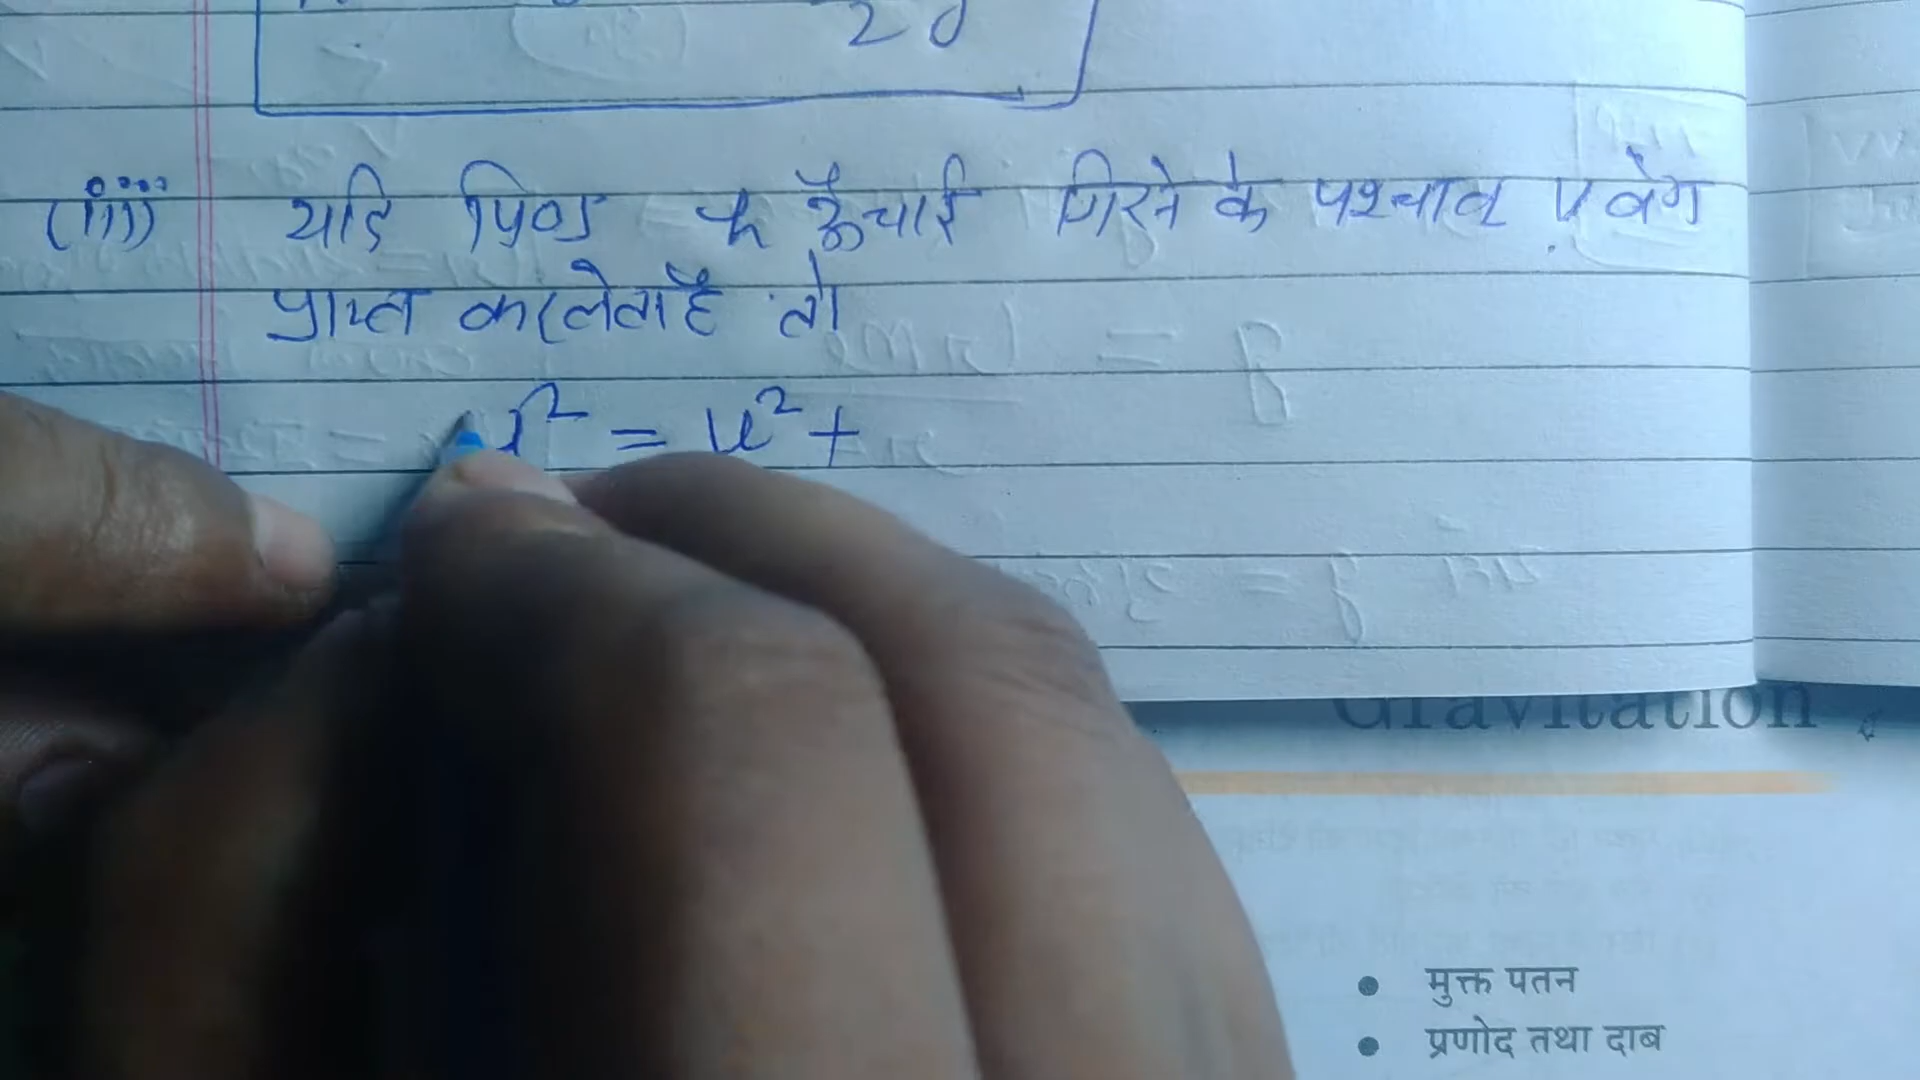 2g
(iii) यदि पिण्ड h ऊँचाई गिरने के पश्चात v वेग
प्राप्त कर लेता है तो
v² = u² +
Gravitation
• मुक्त पतन
• प्रणोद तथा दाब